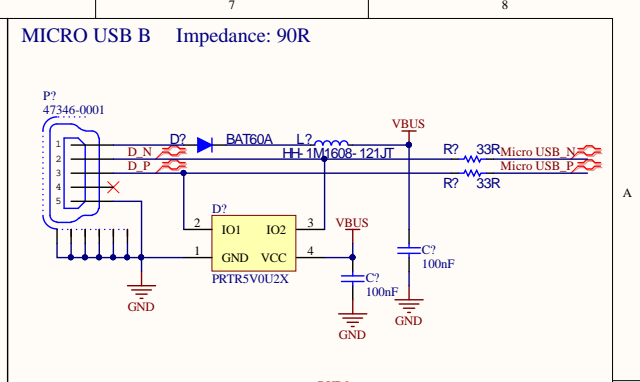 7
8
MICRO USB B Impedance: 90R
P?
47346-0001
VBUS
D?
BAT60A
L?
HH- 1M1608- 121JT
R?
33R
Micro USB_N
1
D_N
2
D_P
3
Micro USB_P
4
R?
33R
5
A
D?
2
IO1
IO2
3
VBUS
1
GND
VCC
4
PRTR5V0U2X
C?
100nF
C?
100nF
GND
GND
GND